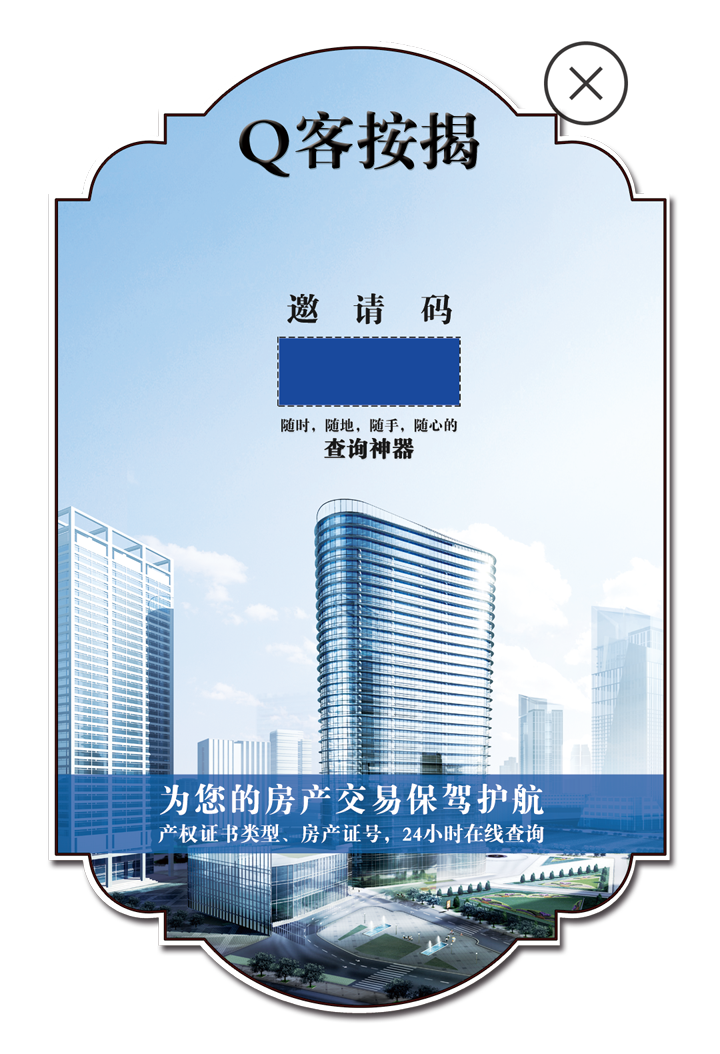 Q客按揭
邀 请 码
随时，随地，随手，随心的
查询神器
为您的房产交易保驾护航
产权证书类型、房产证号，24小时在线查询